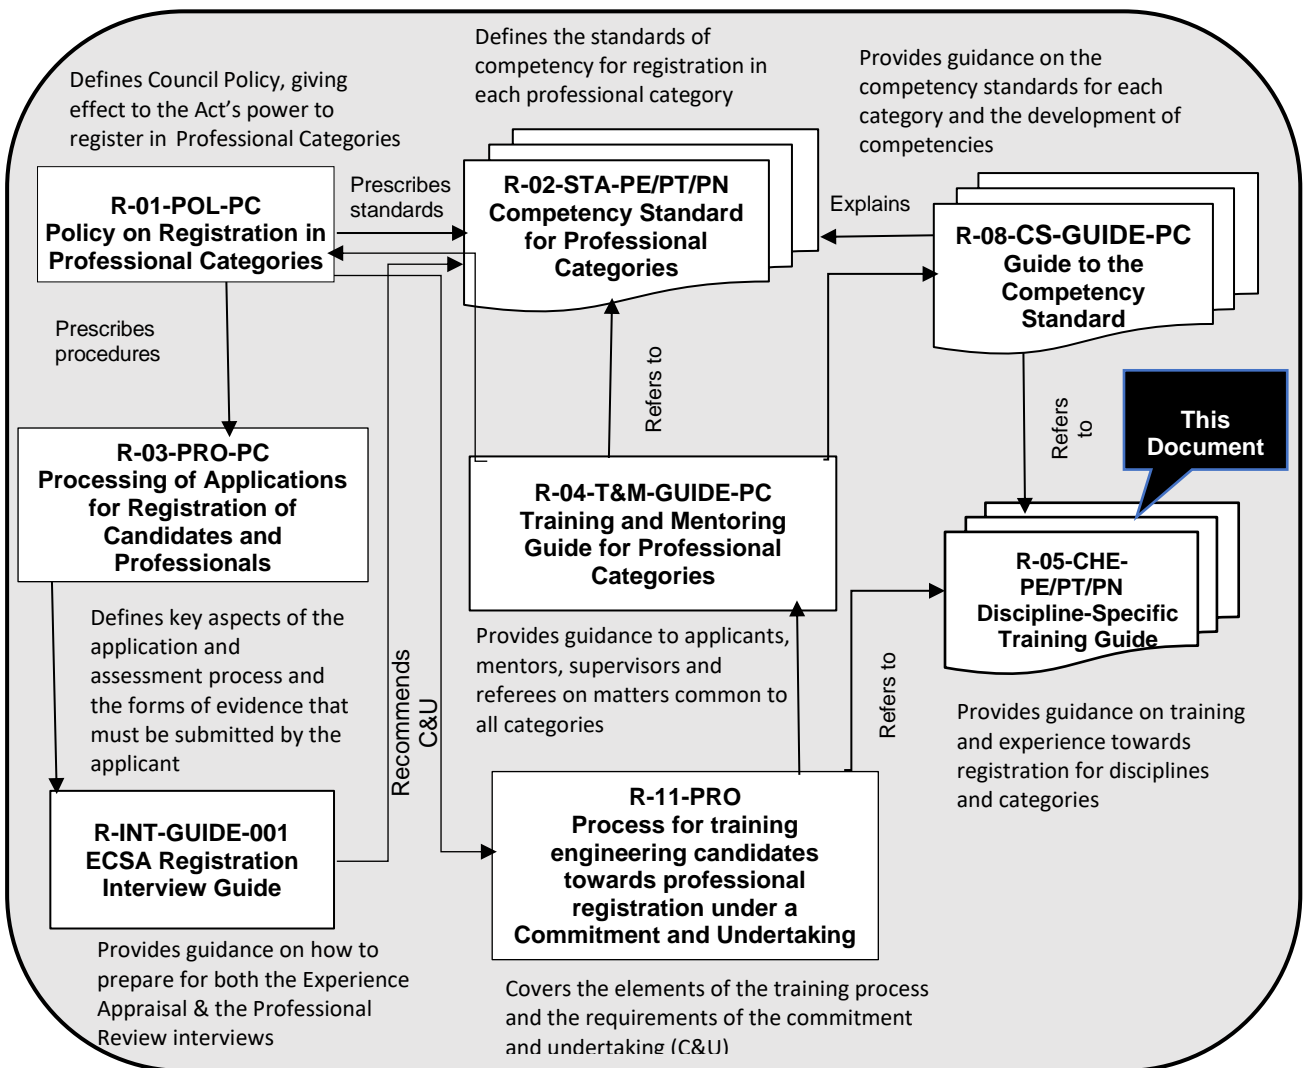 Defines Council Policy, giving
effect to the Act's power to
register in Professional Categories
Defines the standards of
competency for registration in
each professional category
Provides guidance on the
competency standards for each
category and the development of
competencies
R-01-POL-PC
Policy on Registration in
Professional Categories
Prescribes
standards
R-02-STA-PE/PT/PN
Competency Standard
for Professional
Categories
Explains
R-08-CS-GUIDE-PC
Guide to the
Competency
Standard
Prescribes
procedures
Refers to
Refers
to
This
Document
R-03-PRO-PC
Processing of Applications
for Registration of
Candidates and
Professionals
R-04-T&M-GUIDE-PC
Training and Mentoring
Guide for Professional
Categories
R-05-CHE-
PE/PT/PN
Discipline-Specific
Training Guide
Defines key aspects of the
application and
assessment process and
the forms of evidence that
must be submitted by the
applicant
Recommends
C&U
Provides guidance to applicants,
mentors, supervisors and
referees on matters common to
all categories
Refers to
Provides guidance on training
and experience towards
registration for disciplines
and categories
R-INT-GUIDE-001
ECSA Registration
Interview Guide
R-11-PRO
Process for training
engineering candidates
towards professional
registration under a
Commitment and Undertaking
Provides guidance on how to
prepare for both the Experience
Appraisal & the Professional
Review interviews
Covers the elements of the training process
and the requirements of the commitment
and undertaking (C&U)